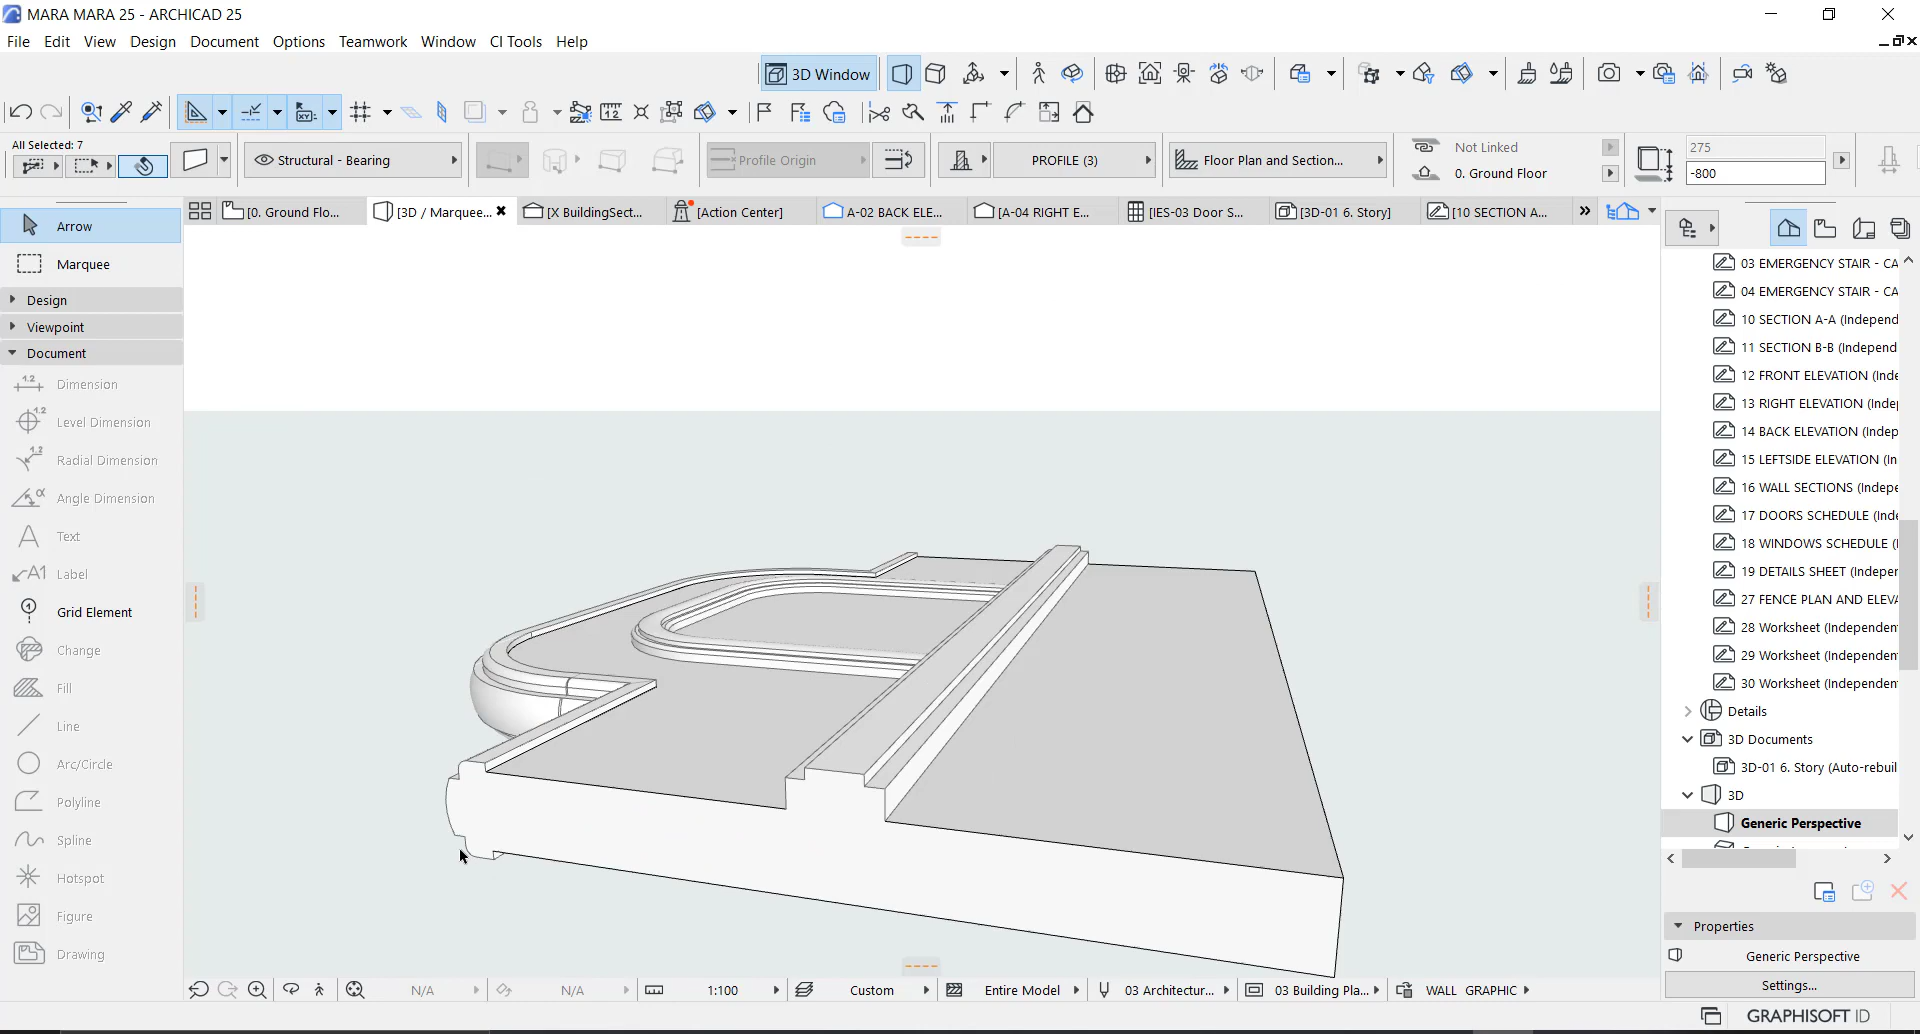 MARA MARA 25 - ARCHICAD 25
File Edit View Design Document Options Teamwork Window CI Tools Help
3D Window
All Selected: 7
Structural - Bearing
Profile Origin
PROFILE (3)
Floor Plan and Section...
Not Linked
0. Ground Floor
275
-800
[0. Ground Flo...
[3D / Marquee...
[X BuildingSect...
[Action Center]
A-02 BACK ELE...
[A-04 RIGHT E...
[IES-03 Door S...
[3D-01 6. Story]
[10 SECTION A...
Arrow
Marquee
Design
Viewpoint
Document
Dimension
Level Dimension
Radial Dimension
Angle Dimension
Text
Label
Grid Element
Change
Fill
Line
Arc/Circle
Polyline
Spline
Hotspot
Figure
Drawing
03 EMERGENCY STAIR - CA
04 EMERGENCY STAIR - CA
10 SECTION A-A (Independ
11 SECTION B-B (Independ
12 FRONT ELEVATION (Inde
13 RIGHT ELEVATION (Indep
14 BACK ELEVATION (Indep
15 LEFTSIDE ELEVATION (In
16 WALL SECTIONS (Indepe
17 DOORS SCHEDULE (Inde
18 WINDOWS SCHEDULE (I
19 DETAILS SHEET (Indeper
27 FENCE PLAN AND ELEVA
28 Worksheet (Independent
29 Worksheet (Independent
30 Worksheet (Independent
Details
3D Documents
3D-01 6. Story (Auto-rebuil
3D
Generic Perspective
Properties
Generic Perspective
Settings...
N/A
N/A
1:100
Custom
Entire Model
03 Architectur...
03 Building Pla...
WALL GRAPHIC
GRAPHISOFT ID